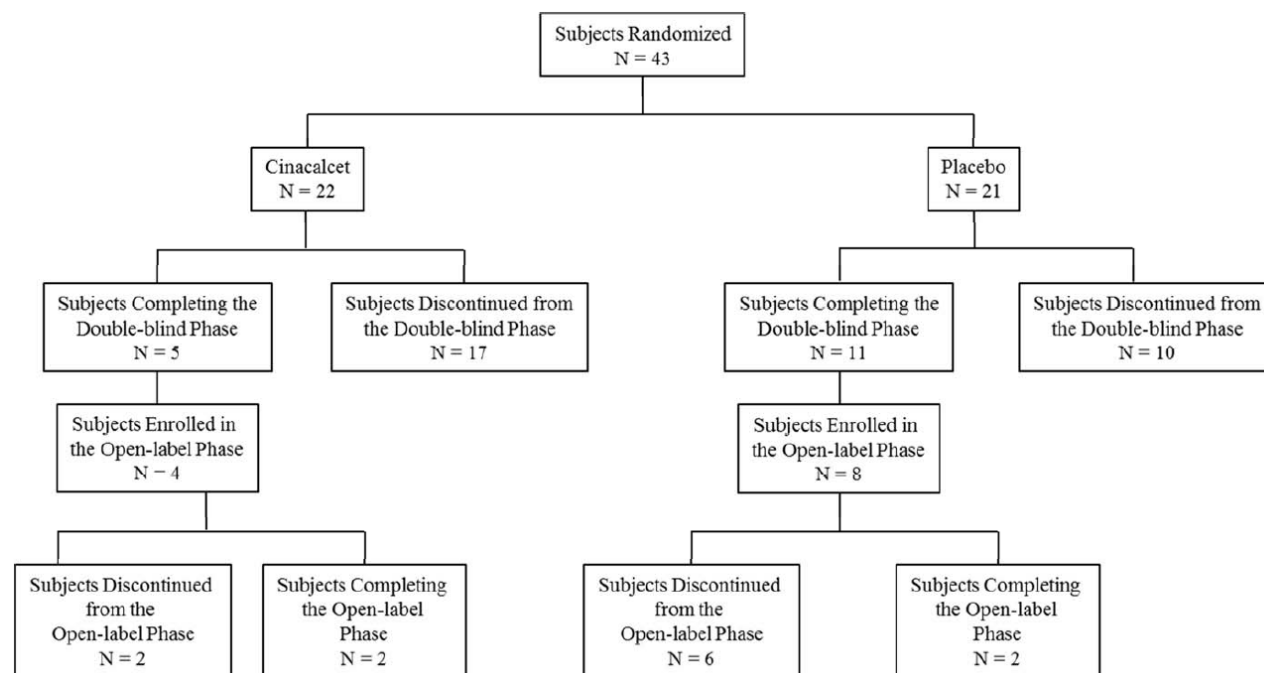 Subjects Randomized
N = 43
Cinacalcet
N = 22
Placebo
N = 21
Subjects Completing the
Double-blind Phase
N = 5
Subjects Discontinued from
the Double-blind Phase
N = 17
Subjects Completing the
Double-blind Phase
N = 11
Subjects Discontinued from
the Double-blind Phase
N = 10
Subjects Enrolled in
the Open-label Phase
N = 4
Subjects Enrolled in
the Open-label Phase
N = 8
Subjects Discontinued
from the
Open-label Phase
N = 2
Subjects Completing
the Open-label
Phase
N = 2
Subjects Discontinued
from the
Open-label Phase
N = 6
Subjects Completing
the Open-label
Phase
N = 2